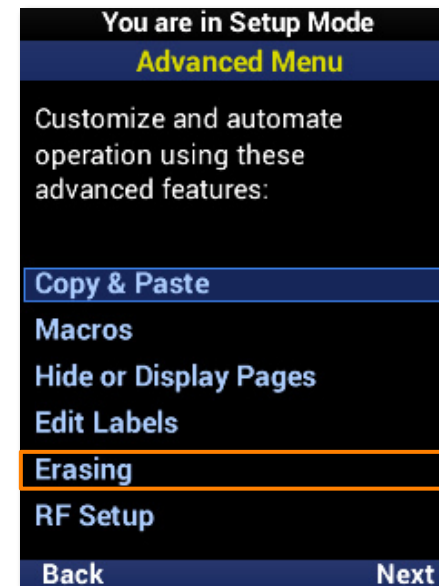 You are in Setup Mode
Advanced Menu
Customize and automate
operation using these
advanced features:
Copy & Paste
Macros
Hide or Display Pages
Edit Labels
Erasing
RF Setup
Back Next